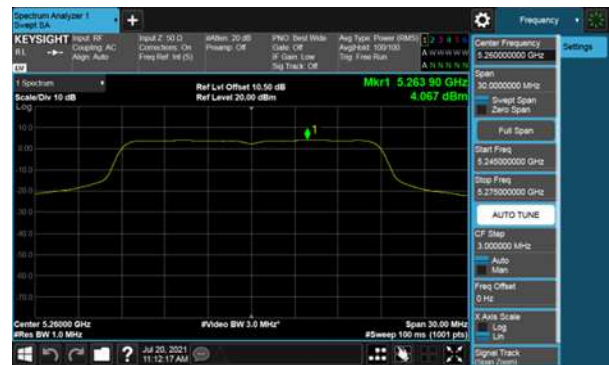 Spectrum Analyzer 1
Swept SA
Frequency
KEYSIGHT
Input: RF
Input Z: 50 Ω
#Atten: 20 dB
PNO: Best Wide
Avg Type: Power (RMS)
1 2 3 4 5 6
RL
Coupling: AC
Corrections: On
Preamp: Off
Gate: Off
Avg|Hold: 100/100
A W W W W W
Align: Auto
Freq Ref: Int (S)
IF Gain: Low
Trig: Free Run
LW
Sig Track: Off
A N N N N N
1 Spectrum
Ref Lvl Offset 10.50 dB
Mkr1 5.263 90 GHz
Scale/Div 10 dB
Ref Level 20.00 dBm
4.067 dBm
Log
1
10.0
0.00
-10.0
-20.0
-30.0
-40.0
-50.0
-60.0
-70.0
Center 5.26000 GHz
#Video BW 3.0 MHz*
Span 30.00 MHz
#Res BW 1.0 MHz
#Sweep 100 ms (1001 pts)
Jul 20, 2021
11:12:17 AM
Center Frequency
5.260000000 GHz
Settings
Span
30.0000000 MHz
Swept Span
Zero Span
Full Span
Start Freq
5.245000000 GHz
Stop Freq
5.275000000 GHz
AUTO TUNE
CF Step
3.000000 MHz
Auto
Man
Freq Offset
0 Hz
X Axis Scale
Log
Lin
Signal Track
(Span Zoom)